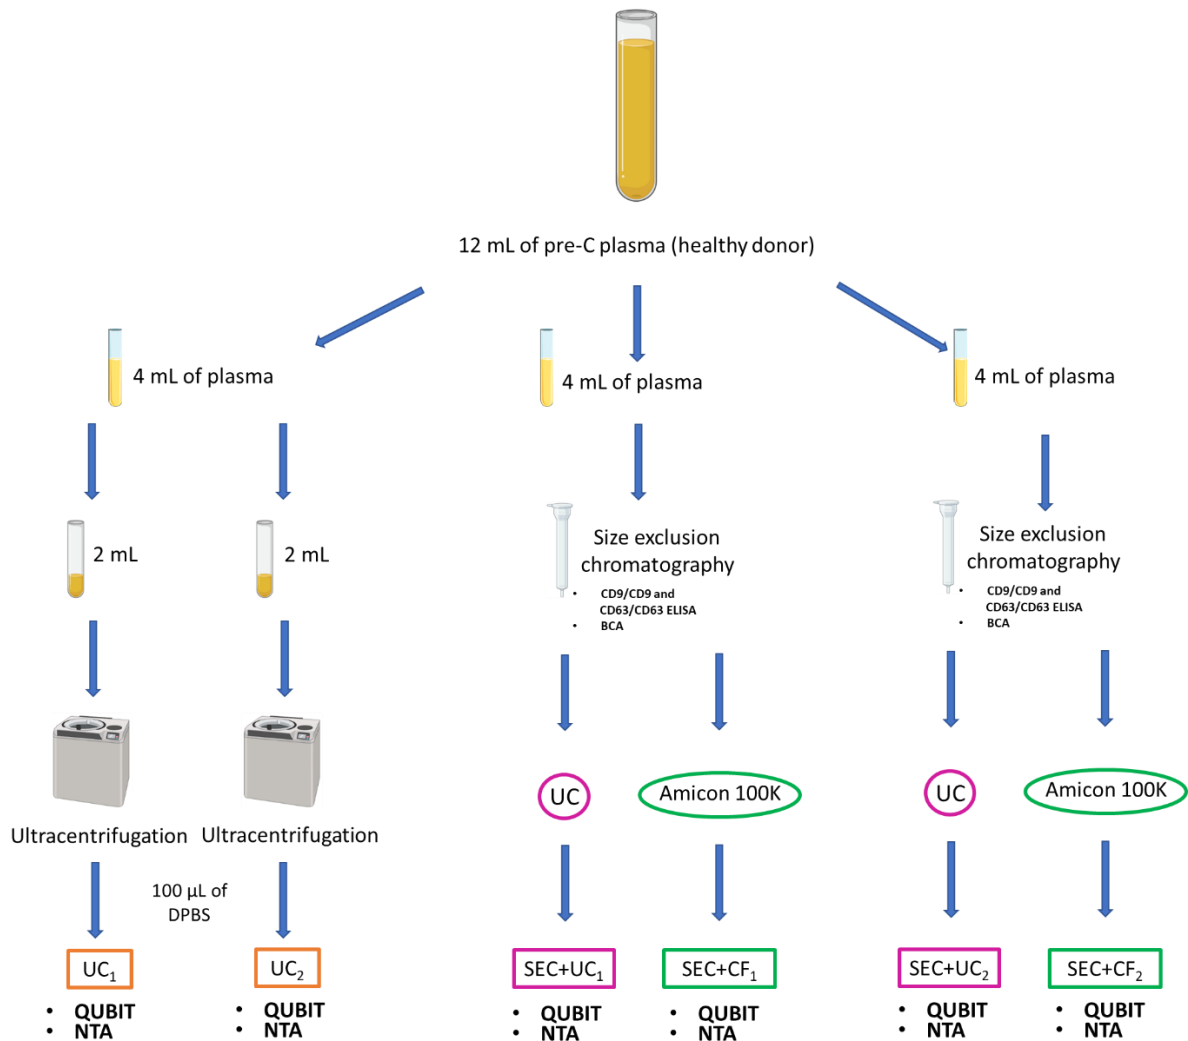 12 mL of pre-C plasma (healthy donor)
4 mL of plasma
4 mL of plasma
4 mL of plasma
2 mL
2 mL
Size exclusion
chromatography
• CD9/CD9 and
CD63/CD63 ELISA
• BCA
Size exclusion
chromatography
• CD9/CD9 and
CD63/CD63 ELISA
• BCA
Ultracentrifugation
Ultracentrifugation
UC
Amicon 100K
UC
Amicon 100K
100 µL of
DPBS
UC₁
• QUBIT
• NTA
UC₂
• QUBIT
• NTA
SEC+UC₁
• QUBIT
• NTA
SEC+CF₁
• QUBIT
• NTA
SEC+UC₂
• QUBIT
• NTA
SEC+CF₂
• QUBIT
• NTA